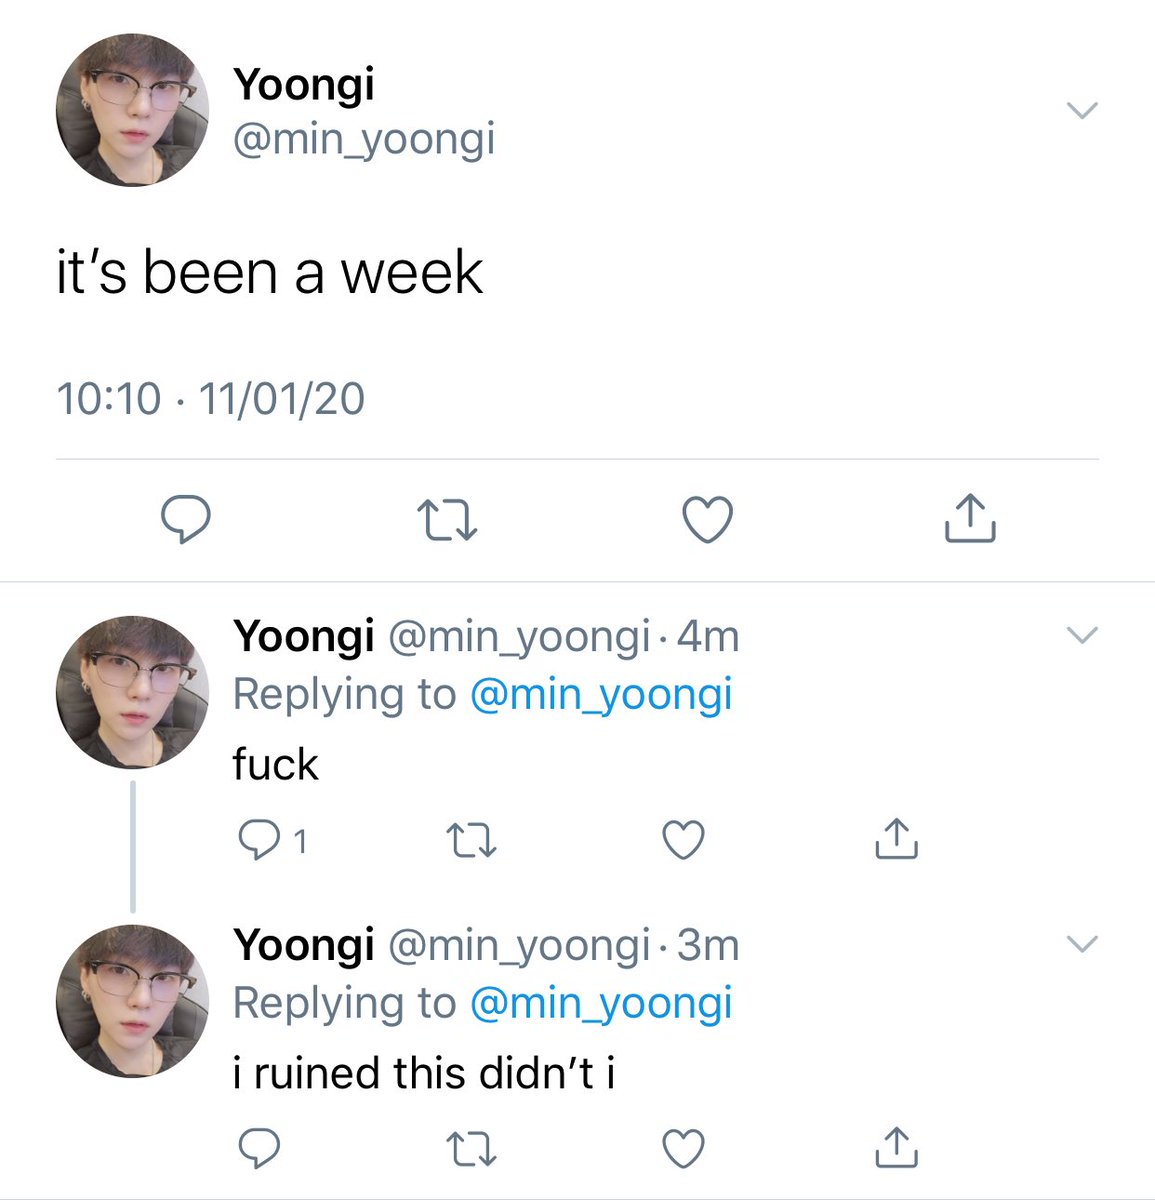 Yoongi
@min_yoongi
it’s been a week
10:10 · 11/01/20
Yoongi @min_yoongi · 4m
Replying to @min_yoongi
fuck
1
Yoongi @min_yoongi · 3m
Replying to @min_yoongi
i ruined this didn’t i